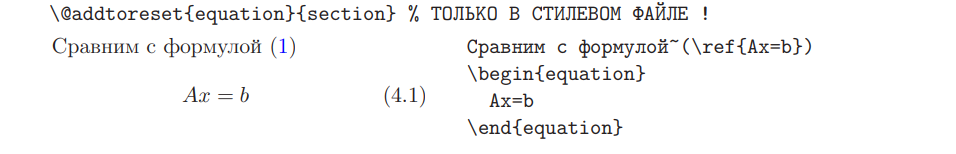 \@addtoreset{equation}{section} % ТОЛЬКО В СТИЛЕВОМ ФАЙЛЕ !
Сравним с формулой (1)
Ax = b (4.1)
Сравним с формулой~(\ref{Ax=b})
\begin{equation}
Ax=b
\end{equation}